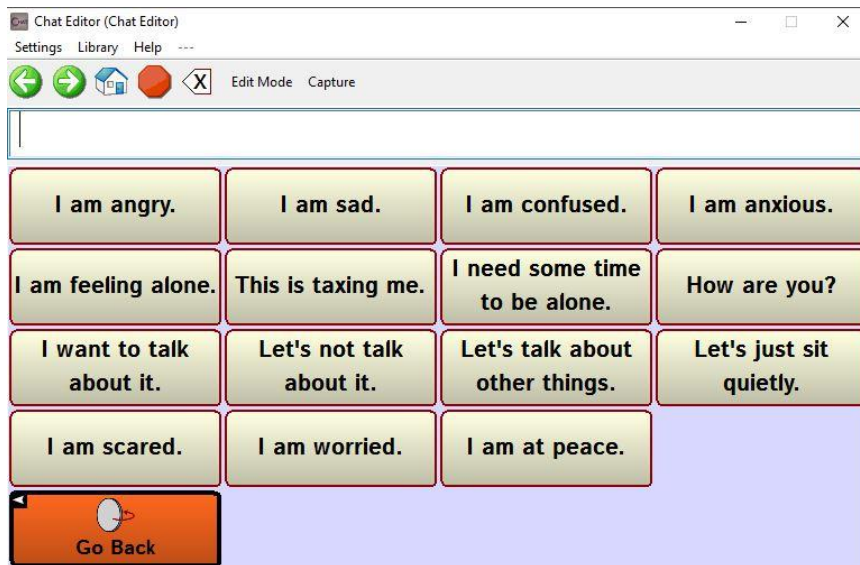 Chat Editor (Chat Editor)
Settings Library Help ---
X Edit Mode Capture
I am angry. I am sad. I am confused. I am anxious.
I am feeling alone. This is taxing me. I need some time to be alone. How are you?
I want to talk about it. Let's not talk about it. Let's talk about other things. Let's just sit quietly.
I am scared. I am worried. I am at peace.
Go Back